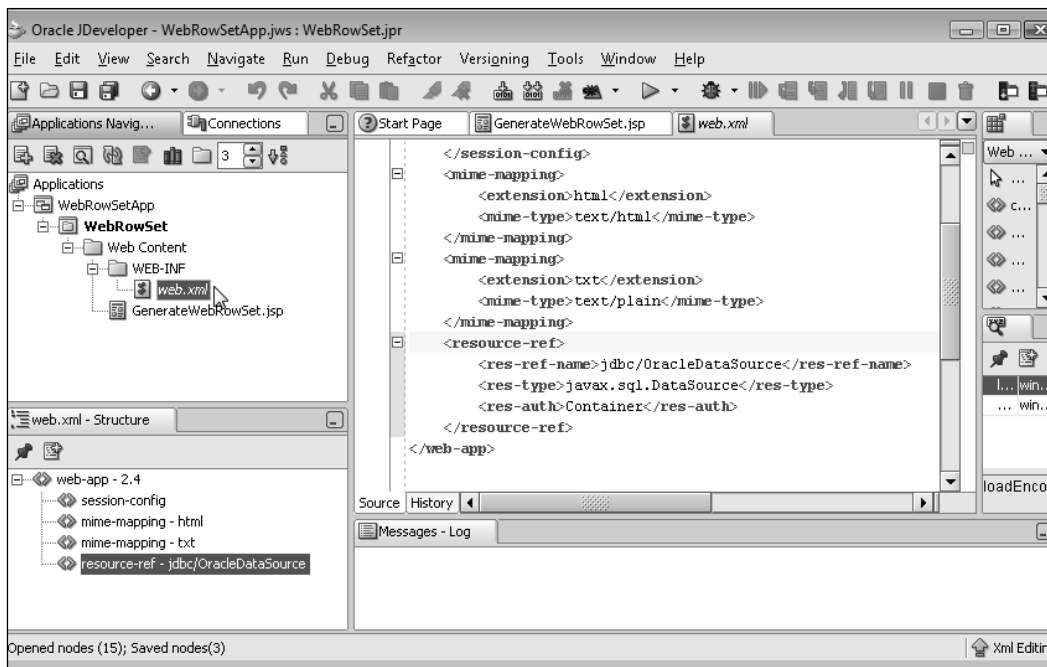 Oracle JDeveloper - WebRowSetApp.jws : WebRowSet.jpr
File Edit View Search Navigate Run Debug Refactor Versioning Tools Window Help
Applications Navig... Connections
3
Applications
WebRowSetApp
WebRowSet
Web Content
WEB-INF
web.xml
GenerateWebRowSet.jsp
web.xml - Structure
web-app - 2.4
session-config
mime-mapping - html
mime-mapping - txt
resource-ref - jdbc/OracleDataSource
Start Page GenerateWebRowSet.jsp web.xml
</session-config>
<mime-mapping>
<extension>html</extension>
<mime-type>text/html</mime-type>
</mime-mapping>
<mime-mapping>
<extension>txt</extension>
<mime-type>text/plain</mime-type>
</mime-mapping>
<resource-ref>
<res-ref-name>jdbc/OracleDataSource</res-ref-name>
<res-type>javax.sql.DataSource</res-type>
<res-auth>Container</res-auth>
</resource-ref>
</web-app>
Source History
Messages - Log
Web ...
...
c...
...
...
...
l... win...
... win...
loadEnco
Opened nodes (15); Saved nodes(3)
Xml Editin